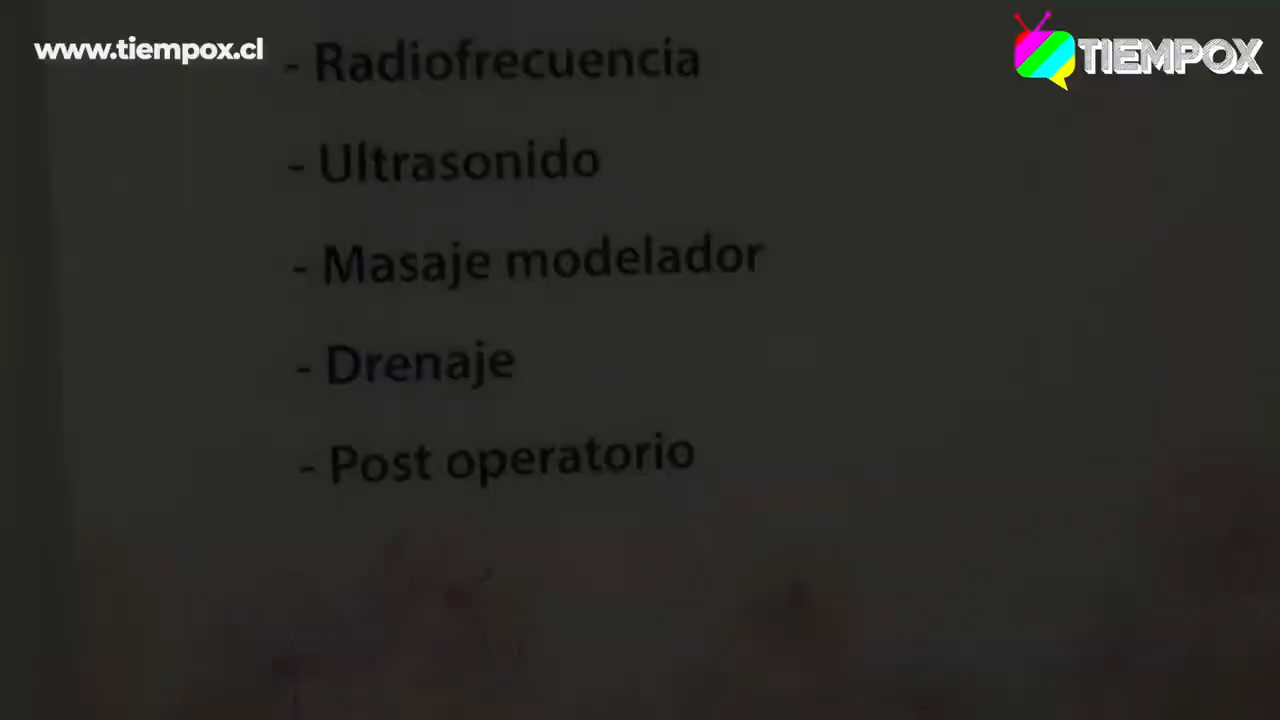 www.tiempox.cl
TIEMPOX
- Radiofrecuencia
- Ultrasonido
- Masaje modelador
- Drenaje
- Post operatorio